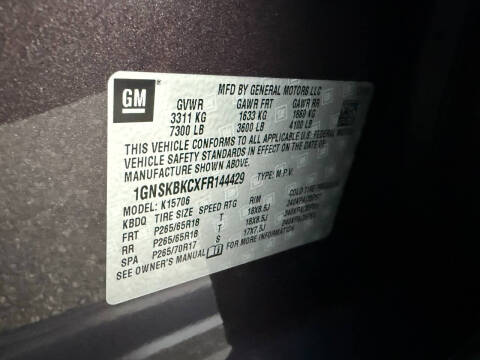 GM
MFD BY GENERAL MOTORS LLC
GVWR GAWR FRT GAWR RR
3311 KG 1633 KG 1860 KG
7300 LB 3600 LB 4100 LB
THIS VEHICLE CONFORMS TO ALL APPLICABLE U.S. FEDERAL MOTOR
VEHICLE SAFETY STANDARDS IN EFFECT ON THE DATE OF
MANUFACTURE SHOWN ABOVE.
1GNSKBKCXFR144429 TYPE: M.P.V.
MODEL: K15706
KBDQ TIRE SIZE SPEED RTG RIM COLD TIRE
FRT P265/65R18 T 18X8.5J
RR P265/65R18 T 18X8.5J
SPA P265/70R17 T 17X7.5J
SEE OWNER'S MANUAL FOR MORE INFORMATION